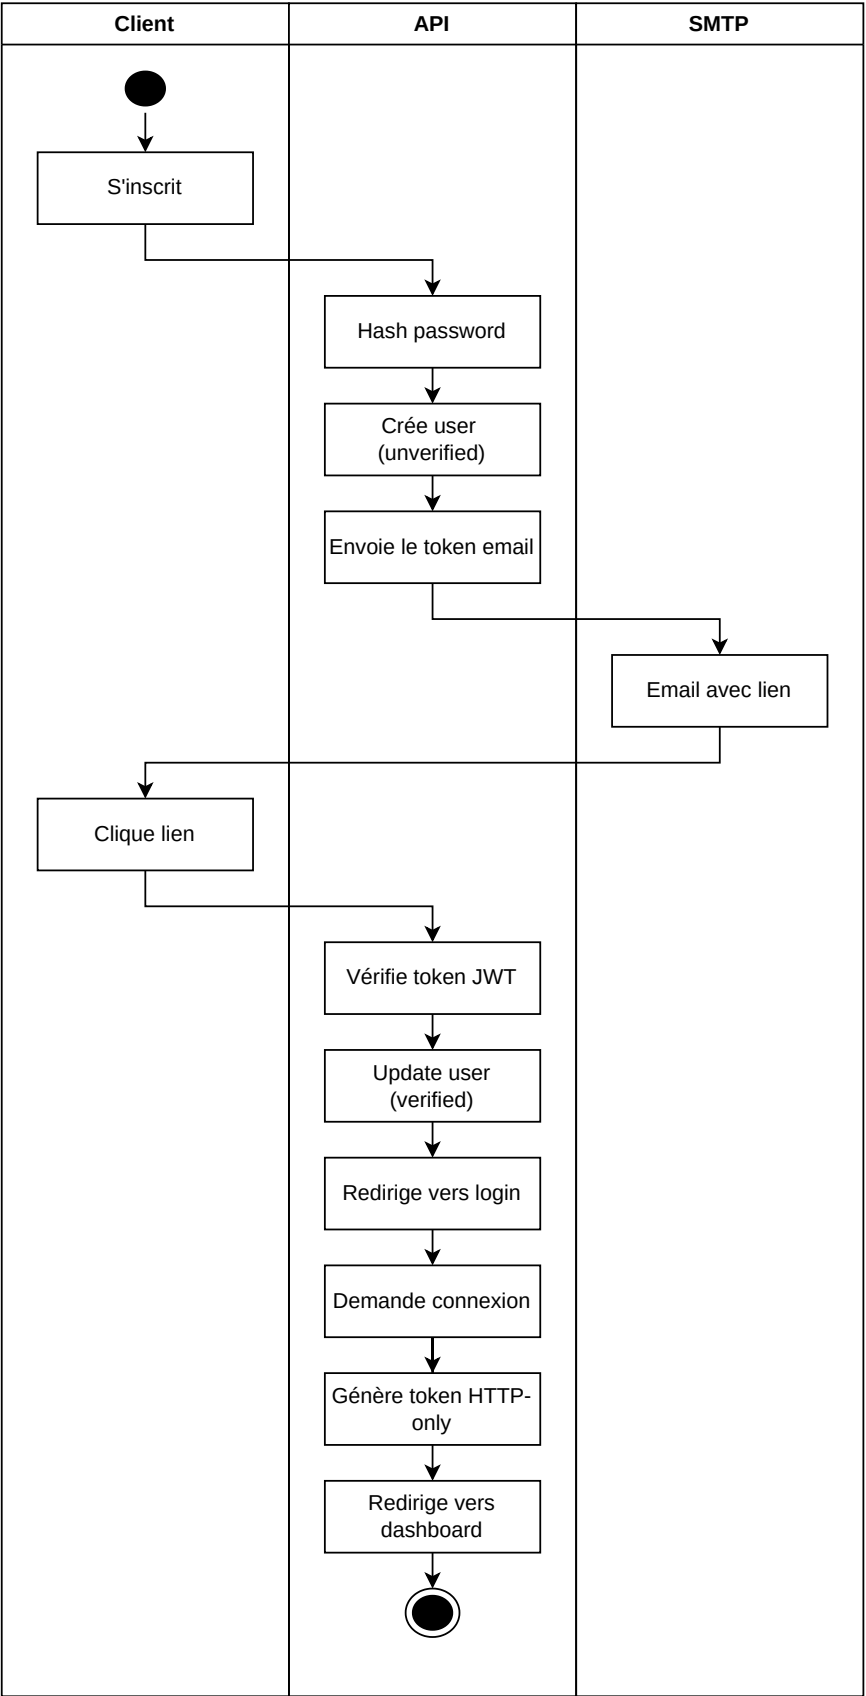 Client
API
SMTP
S'inscrit
Hash password
Crée user
(unverified)
Envoie le token email
Email avec lien
Clique lien
Vérifie token JWT
Update user
(verified)
Redirige vers login
Demande connexion
Génère token HTTP-
only
Redirige vers
dashboard